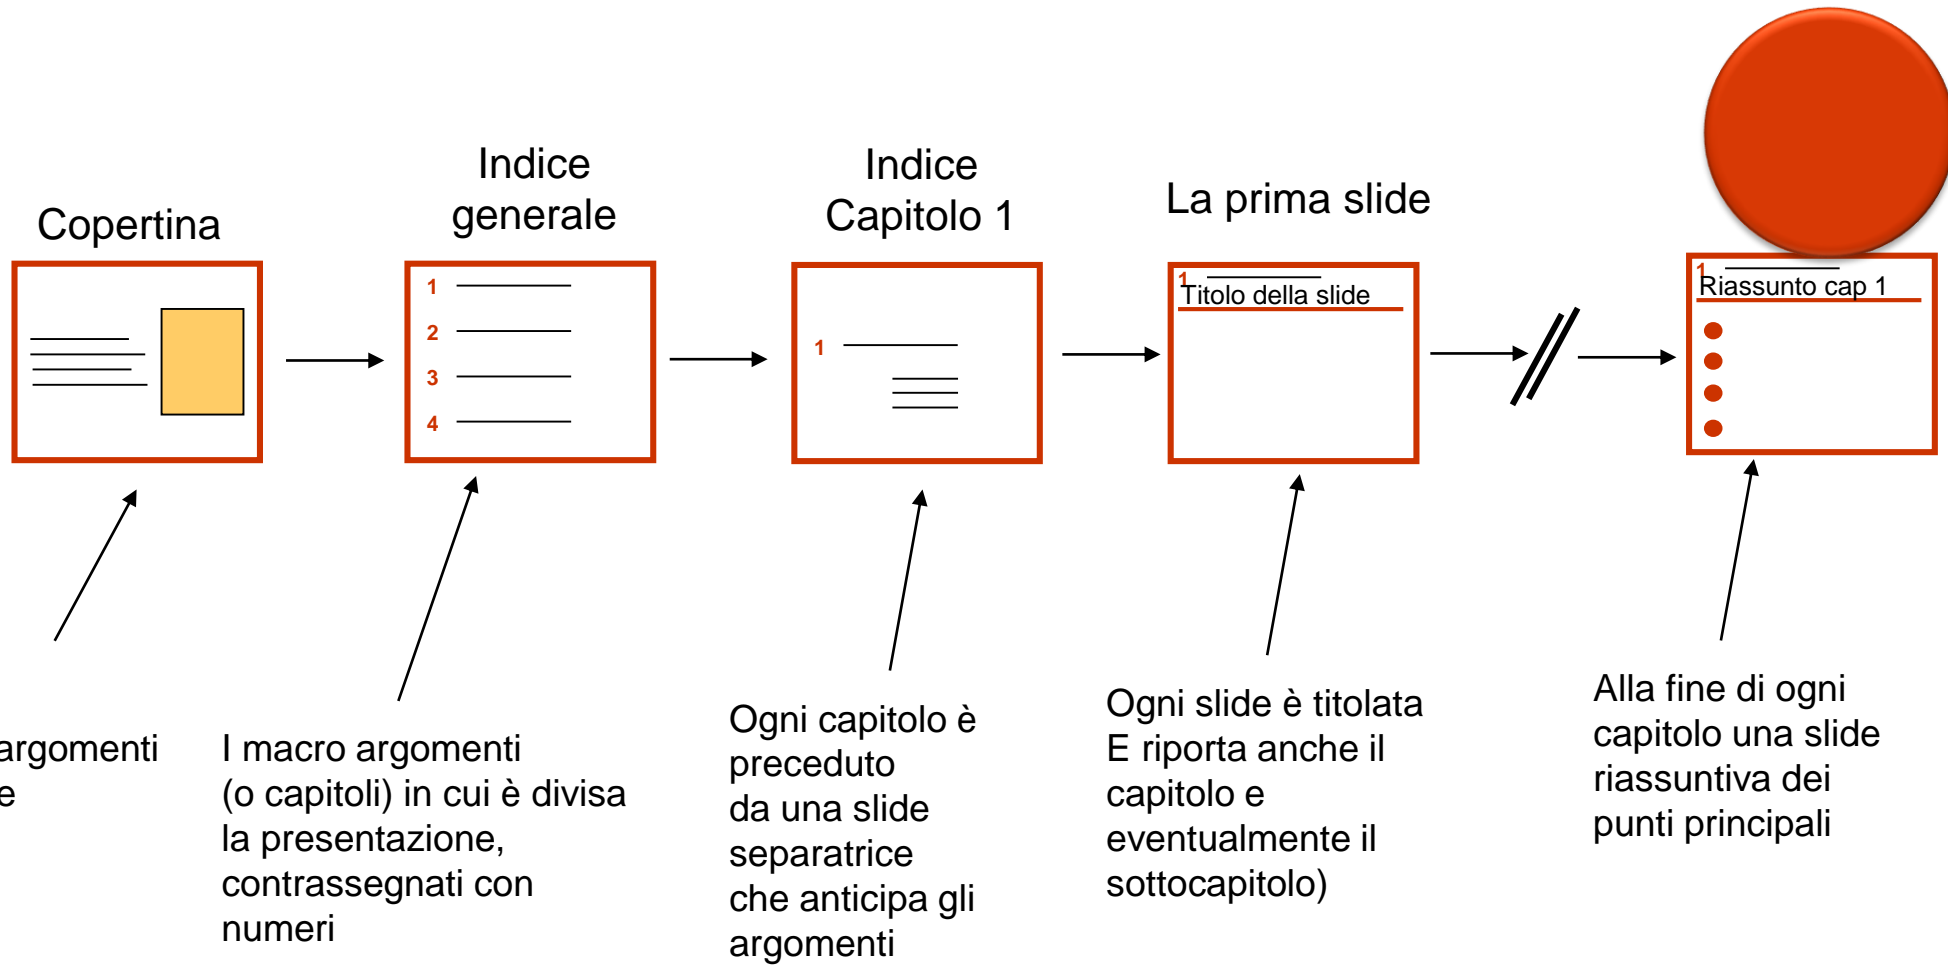 Copertina
Indice
generale
Indice
Capitolo 1
La prima slide
1
2
3
4
1
1
Titolo della slide
1
Riassunto cap 1
argomenti
e
I macro argomenti
(o capitoli) in cui è divisa
la presentazione,
contrassegnati con
numeri
Ogni capitolo è
preceduto
da una slide
separatrice
che anticipa gli
argomenti
Ogni slide è titolata
E riporta anche il
capitolo e
eventualmente il
sottocapitolo)
Alla fine di ogni
capitolo una slide
riassuntiva dei
punti principali